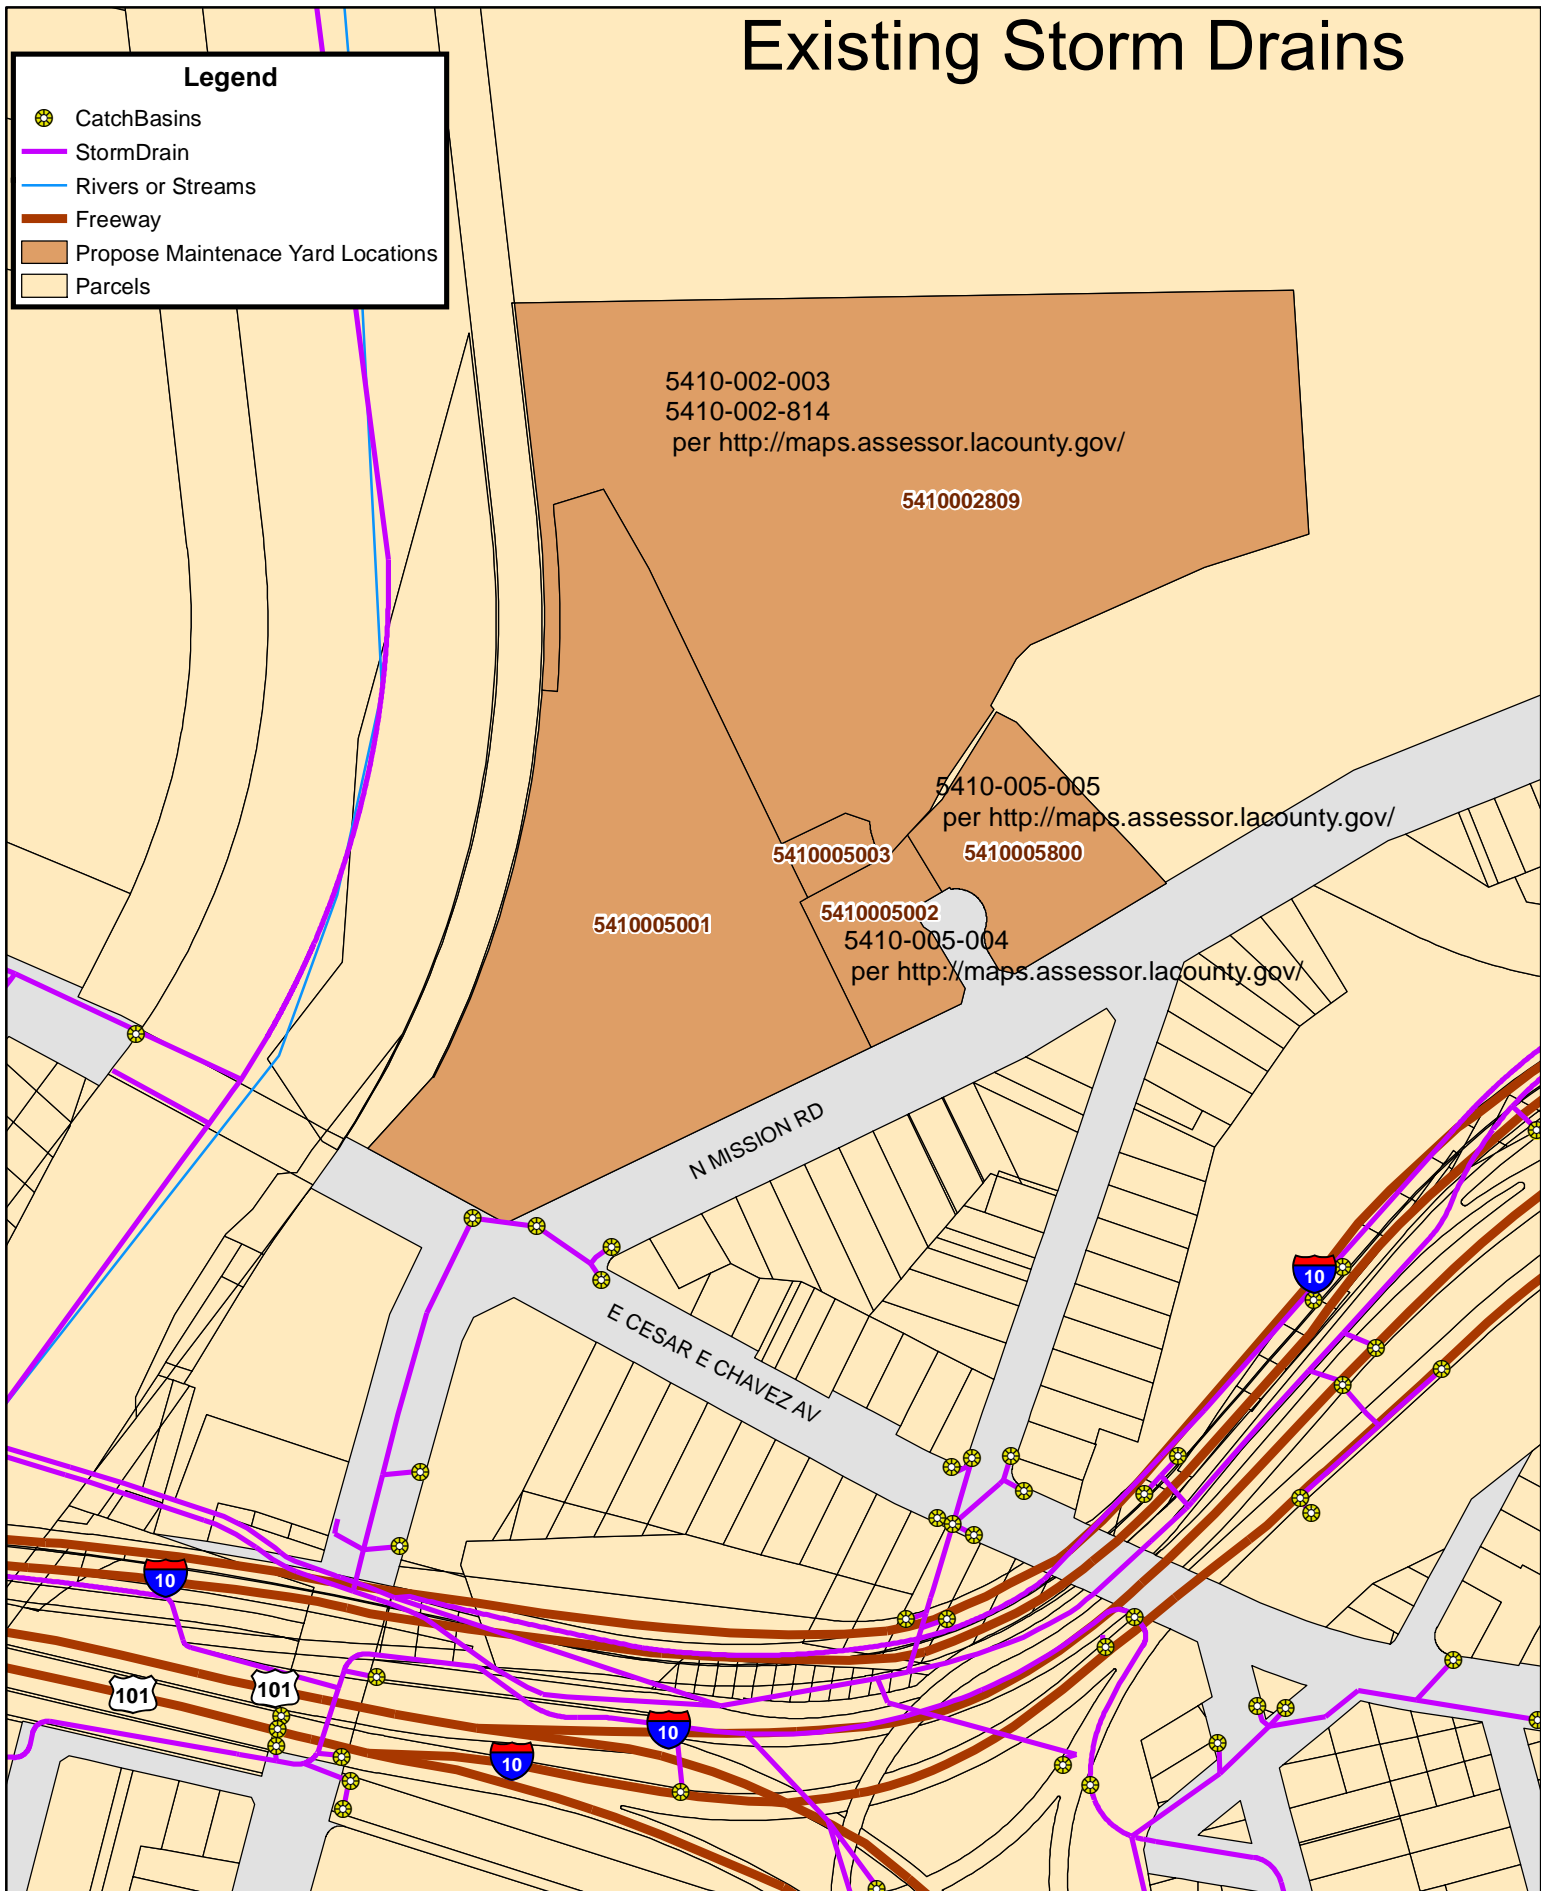 Existing Storm Drains
Legend
CatchBasins
StormDrain
Rivers or Streams
Freeway
Propose Maintenace Yard Locations
Parcels
5410-002-003
5410-002-814
per http://maps.assessor.lacounty.gov/
5410002809
5410-005-005
per http://maps.assessor.lacounty.gov/
5410005003
5410005800
5410005002
5410005001
5410-005-004
per http://maps.assessor.lacounty.gov/
N MISSION RD
10
E CESAR E CHAVEZ AV
10
101
101
10
10